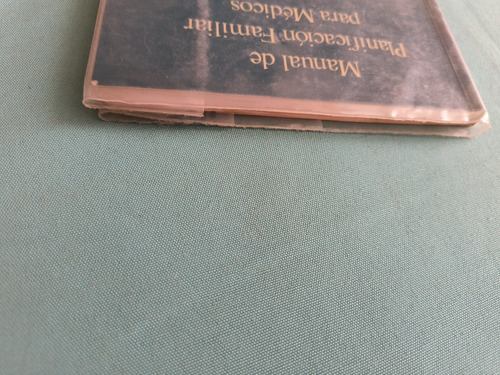 Manual de
Planificación Familiar
para Médicos